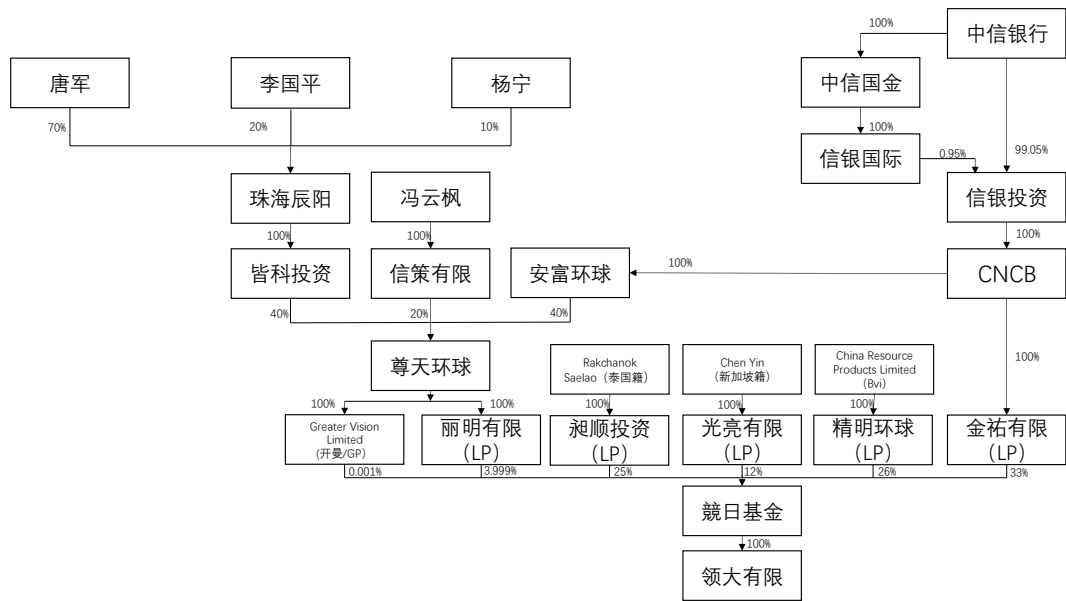 100%
中信银行
唐军
李国平
杨宁
中信国金
70%
20%
10%
100%
信银国际
0.95%
99.05%
珠海辰阳
冯云枫
信银投资
100%
100%
100%
皆科投资
信策有限
安富环球
100%
CNCB
40%
20%
40%
尊天环球
Rakchanok
Saelao（泰国籍）
Chen Yin
（新加坡籍）
China Resource
Products Limited
（Bvi）
100%
100%
100%
100%
100%
100%
Greater Vision
Limited
（开曼/GP）
丽明有限
（LP）
昶顺投资
（LP）
光亮有限
（LP）
精明环球
（LP）
金祐有限
（LP）
0.001%
3.999%
25%
12%
26%
33%
競日基金
100%
领大有限